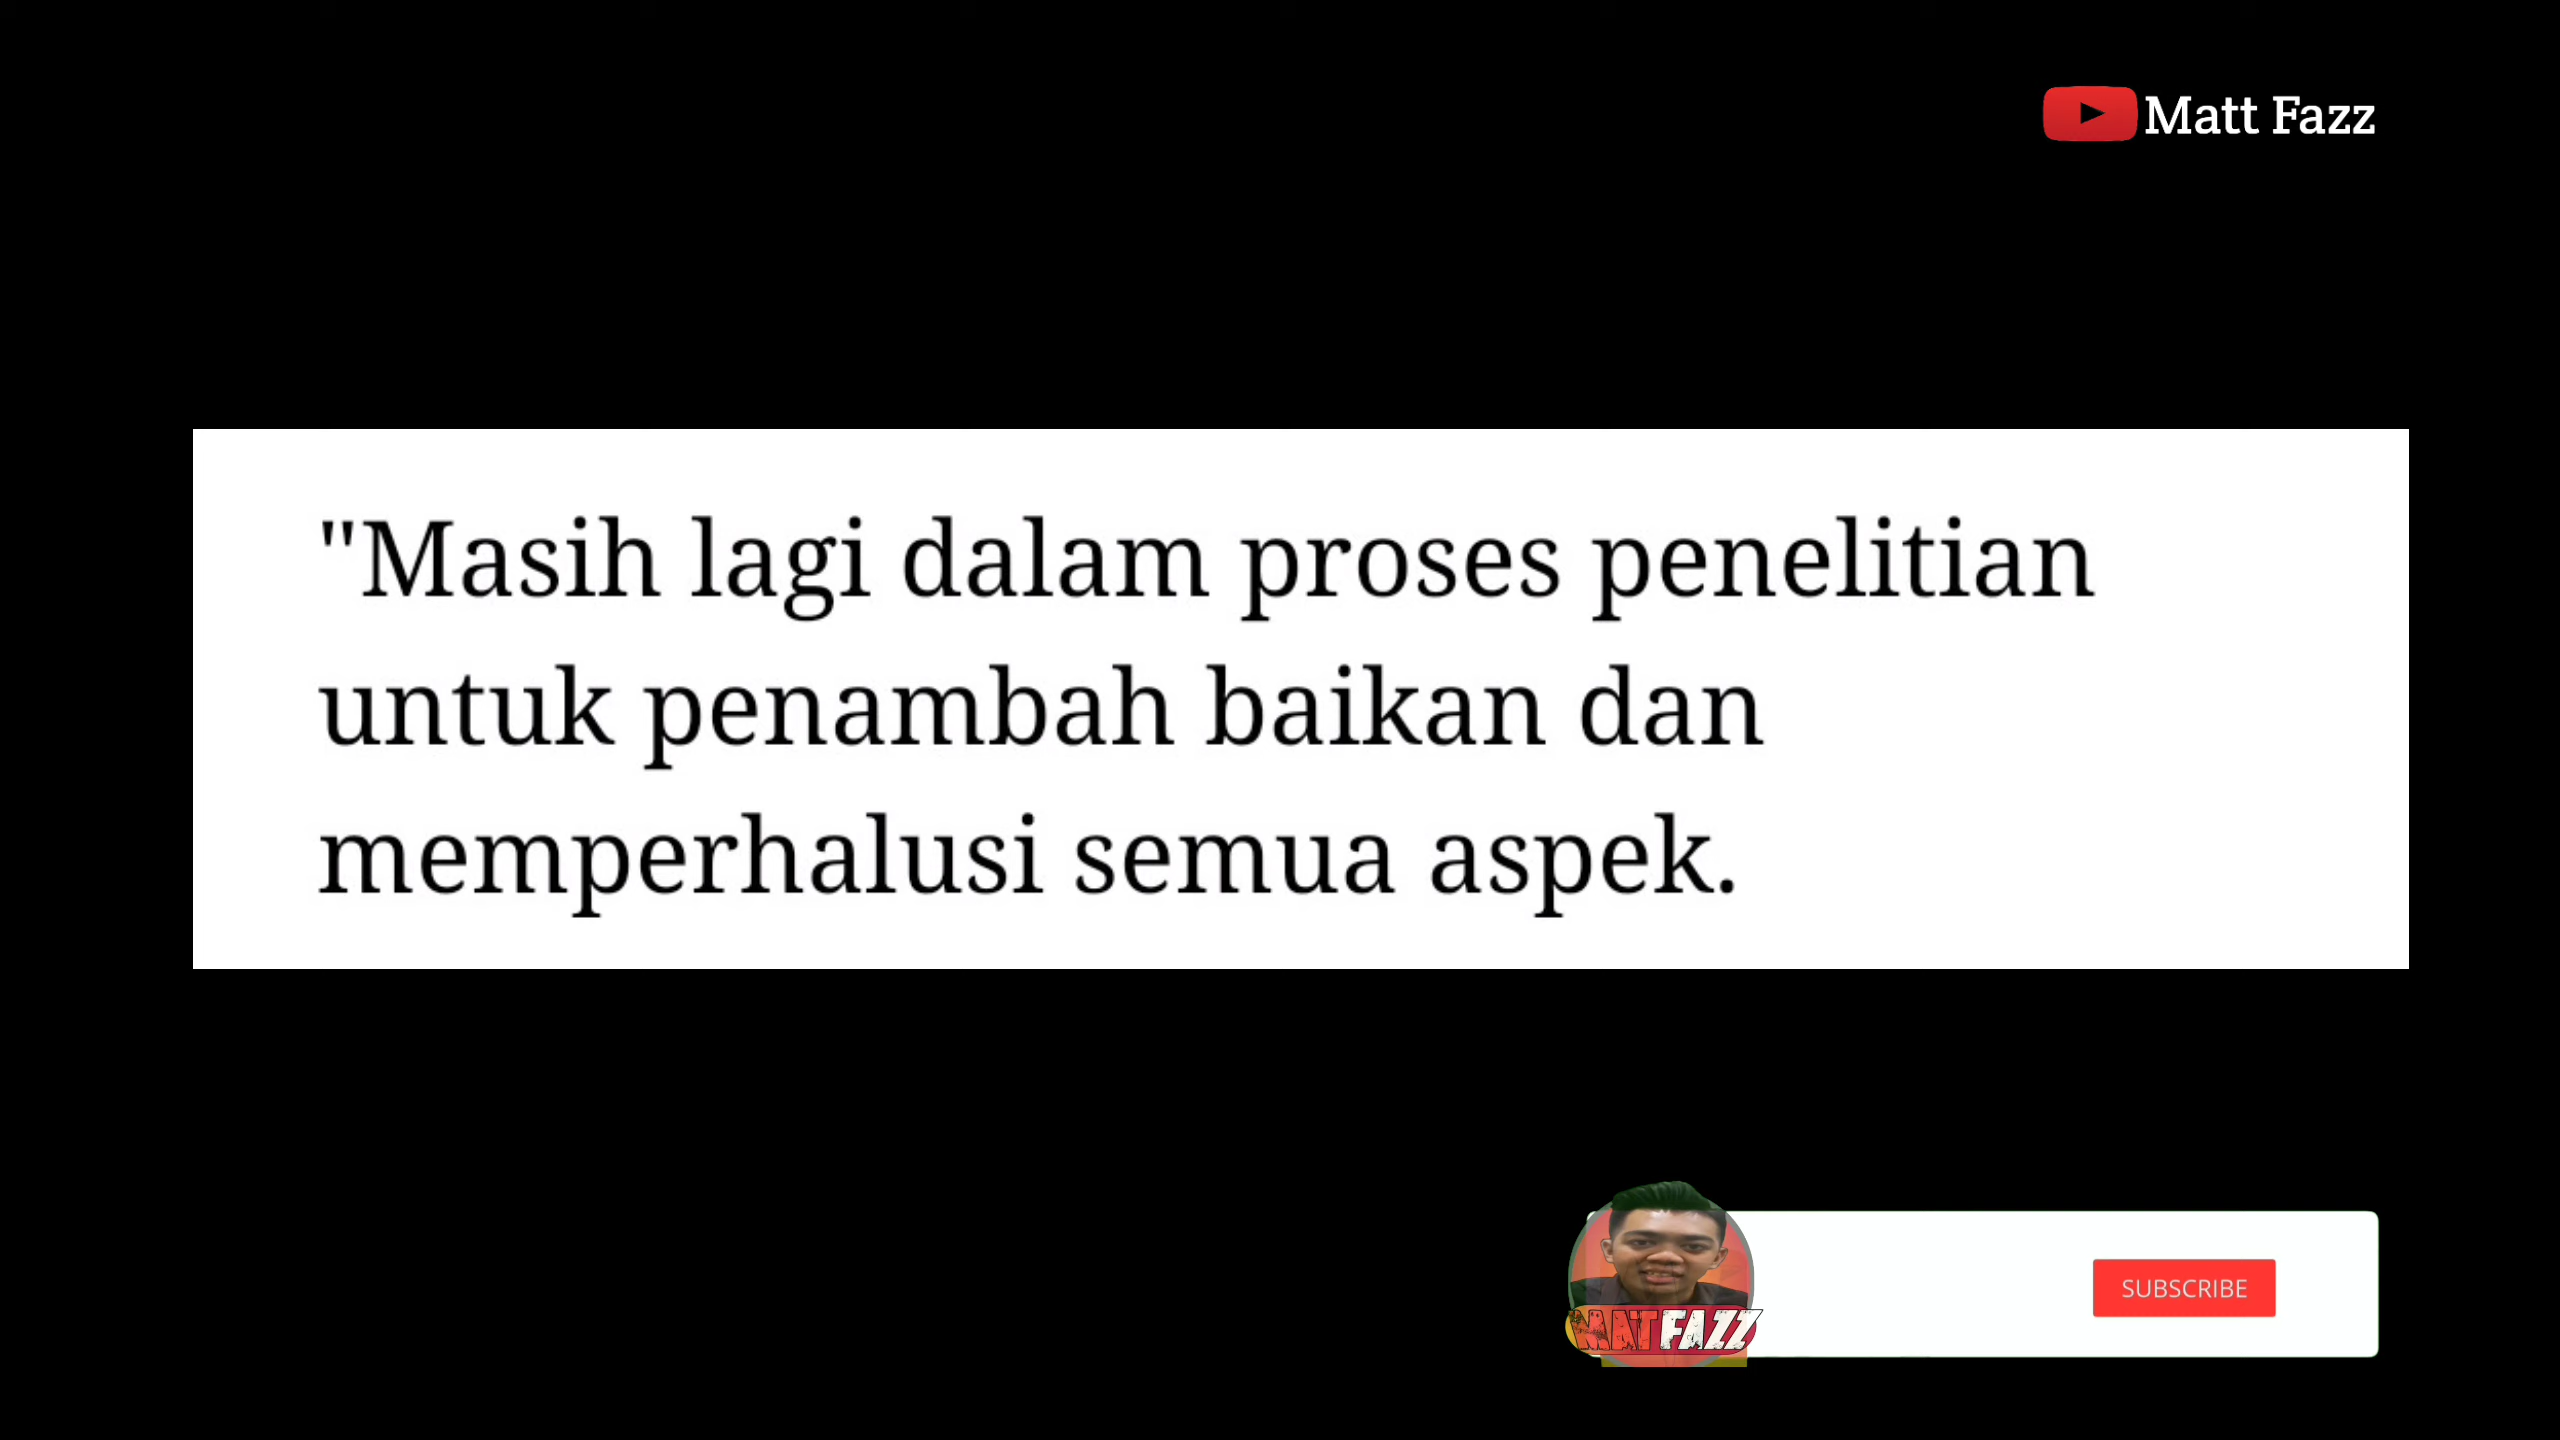 Matt Fazz
"Masih lagi dalam proses penelitian
untuk penambah baikan dan
memperhalusi semua aspek.
MATFAZZ
SUBSCRIBE